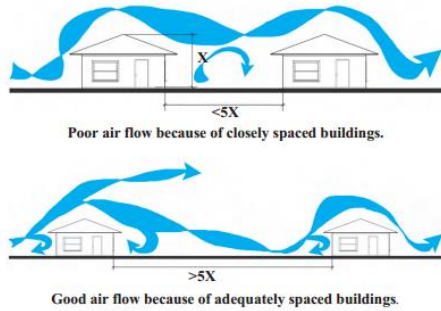 X
<5X
Poor air flow because of closely spaced buildings.
>5X
Good air flow because of adequately spaced buildings.